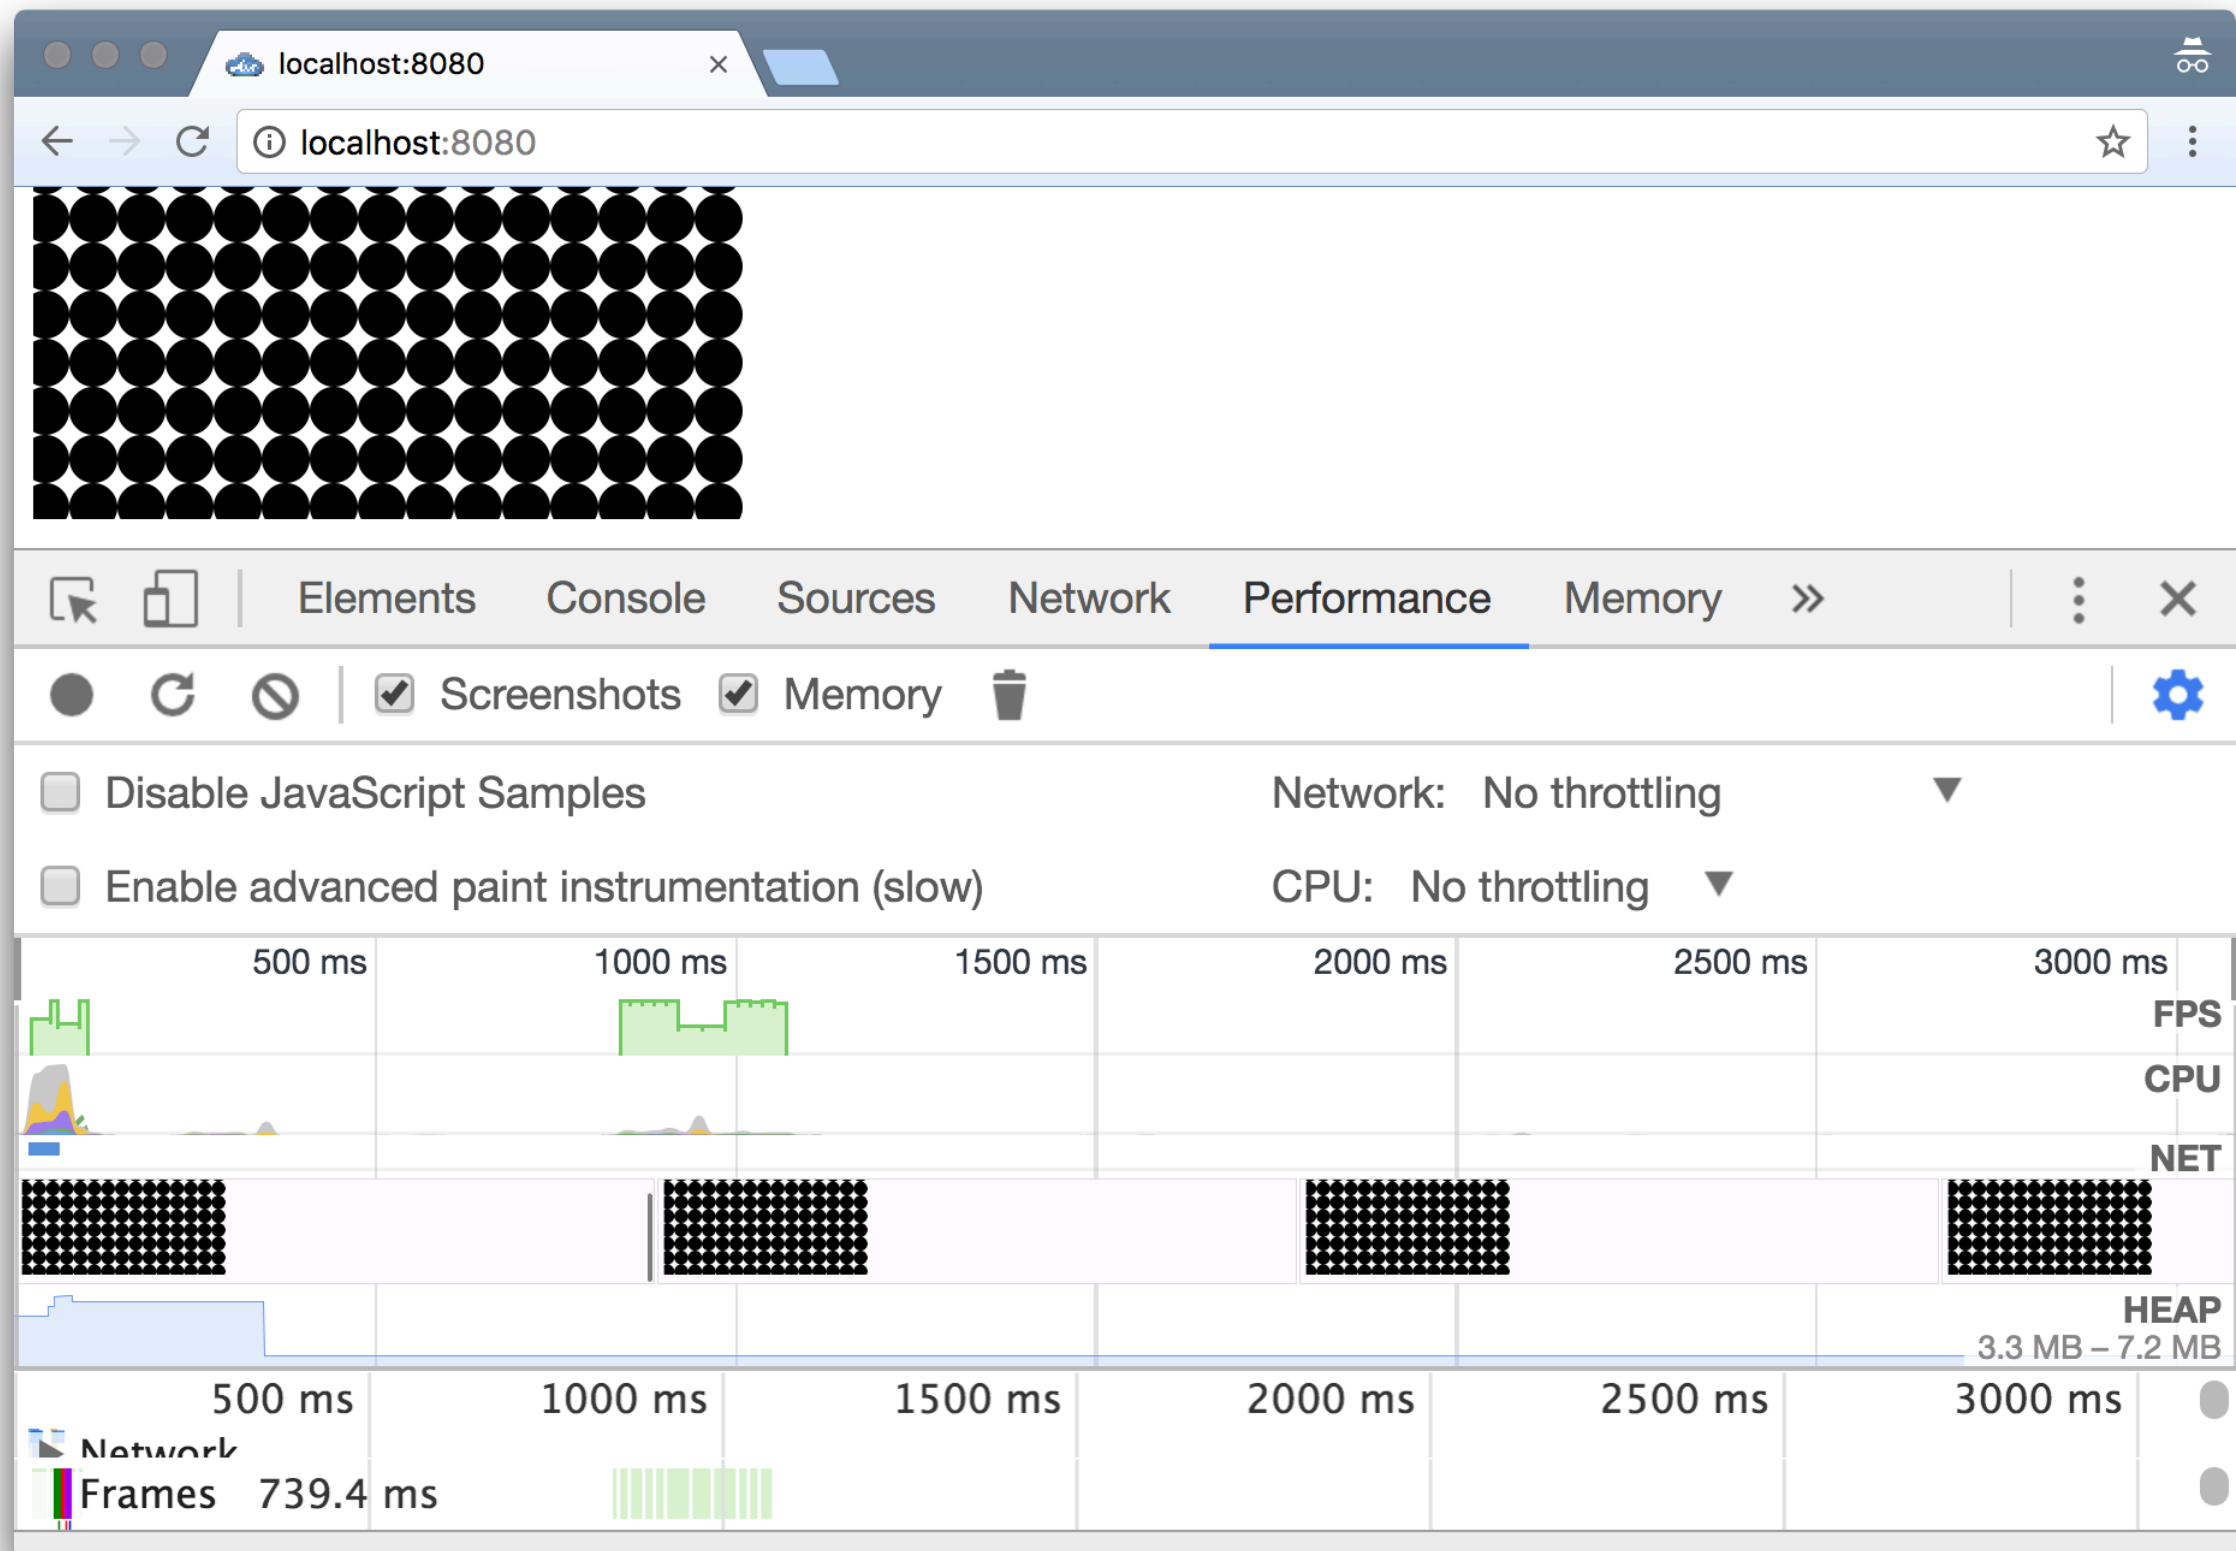 localhost:8080
localhost:8080
Elements Console Sources Network Performance Memory
Screenshots Memory
Disable JavaScript Samples Network: No throttling
Enable advanced paint instrumentation (slow) CPU: No throttling
500 ms 1000 ms 1500 ms 2000 ms 2500 ms 3000 ms
FPS
CPU
NET
HEAP
3.3 MB – 7.2 MB
500 ms 1000 ms 1500 ms 2000 ms 2500 ms 3000 ms
Network
Frames 739.4 ms